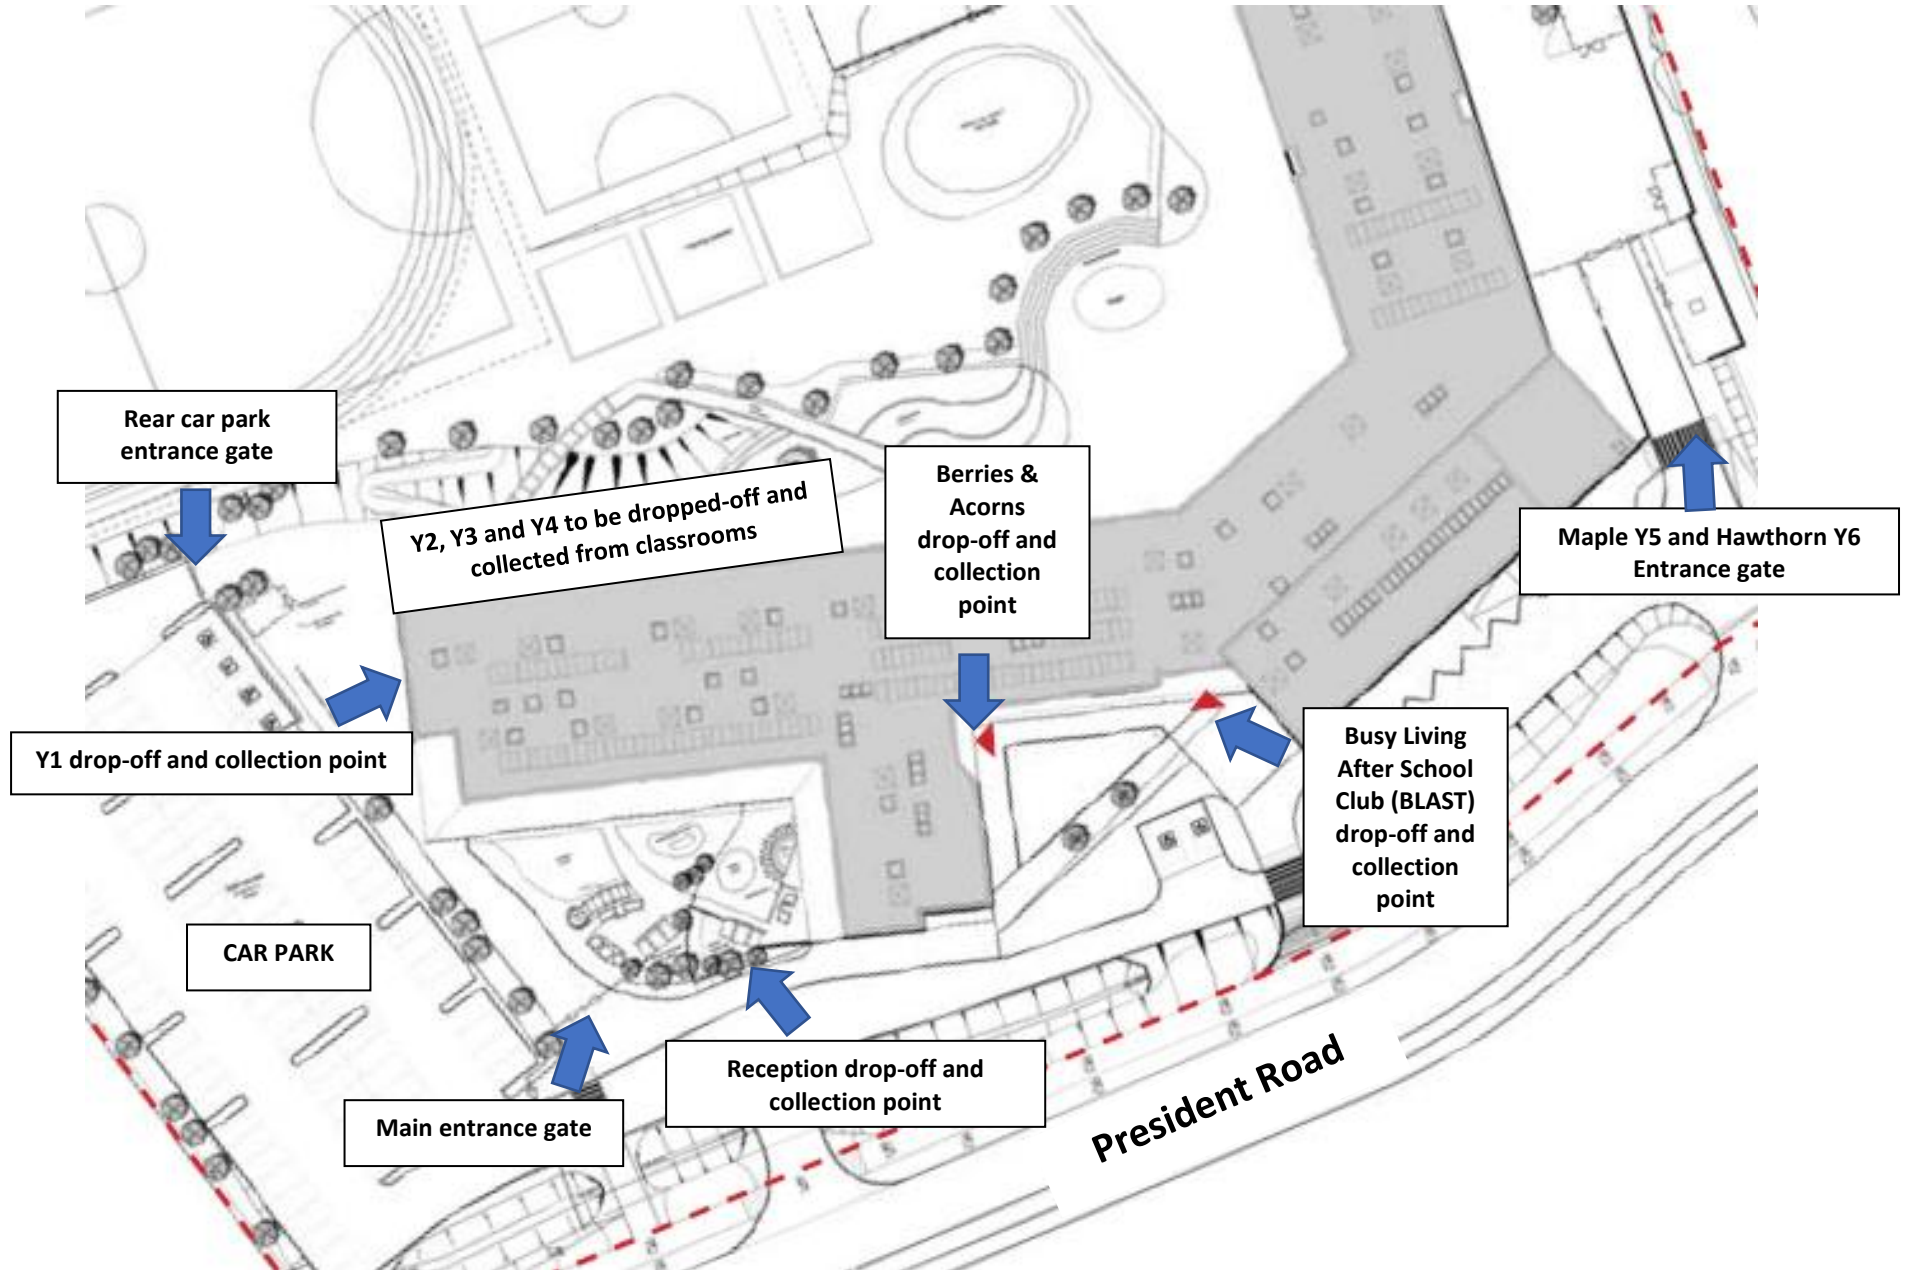 Rear car park
entrance gate
Y2, Y3 and Y4 to be dropped-off and
collected from classrooms
Berries &
Acorns
drop-off and
collection
point
Maple Y5 and Hawthorn Y6
Entrance gate
Y1 drop-off and collection point
Busy Living
After School
Club (BLAST)
drop-off and
collection
point
CAR PARK
Reception drop-off and
collection point
Main entrance gate
President Road